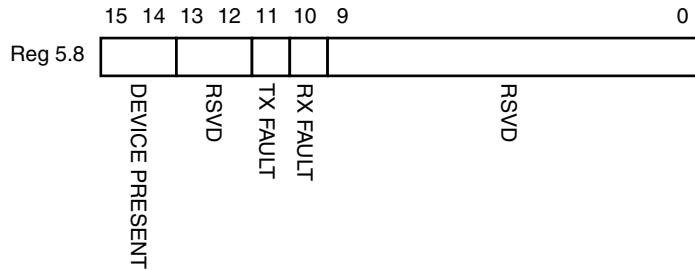 15 14 13 12 11 10 9 0
Reg 5.8
DEVICE PRESENT
RSVD
TX FAULT
RX FAULT
RSVD